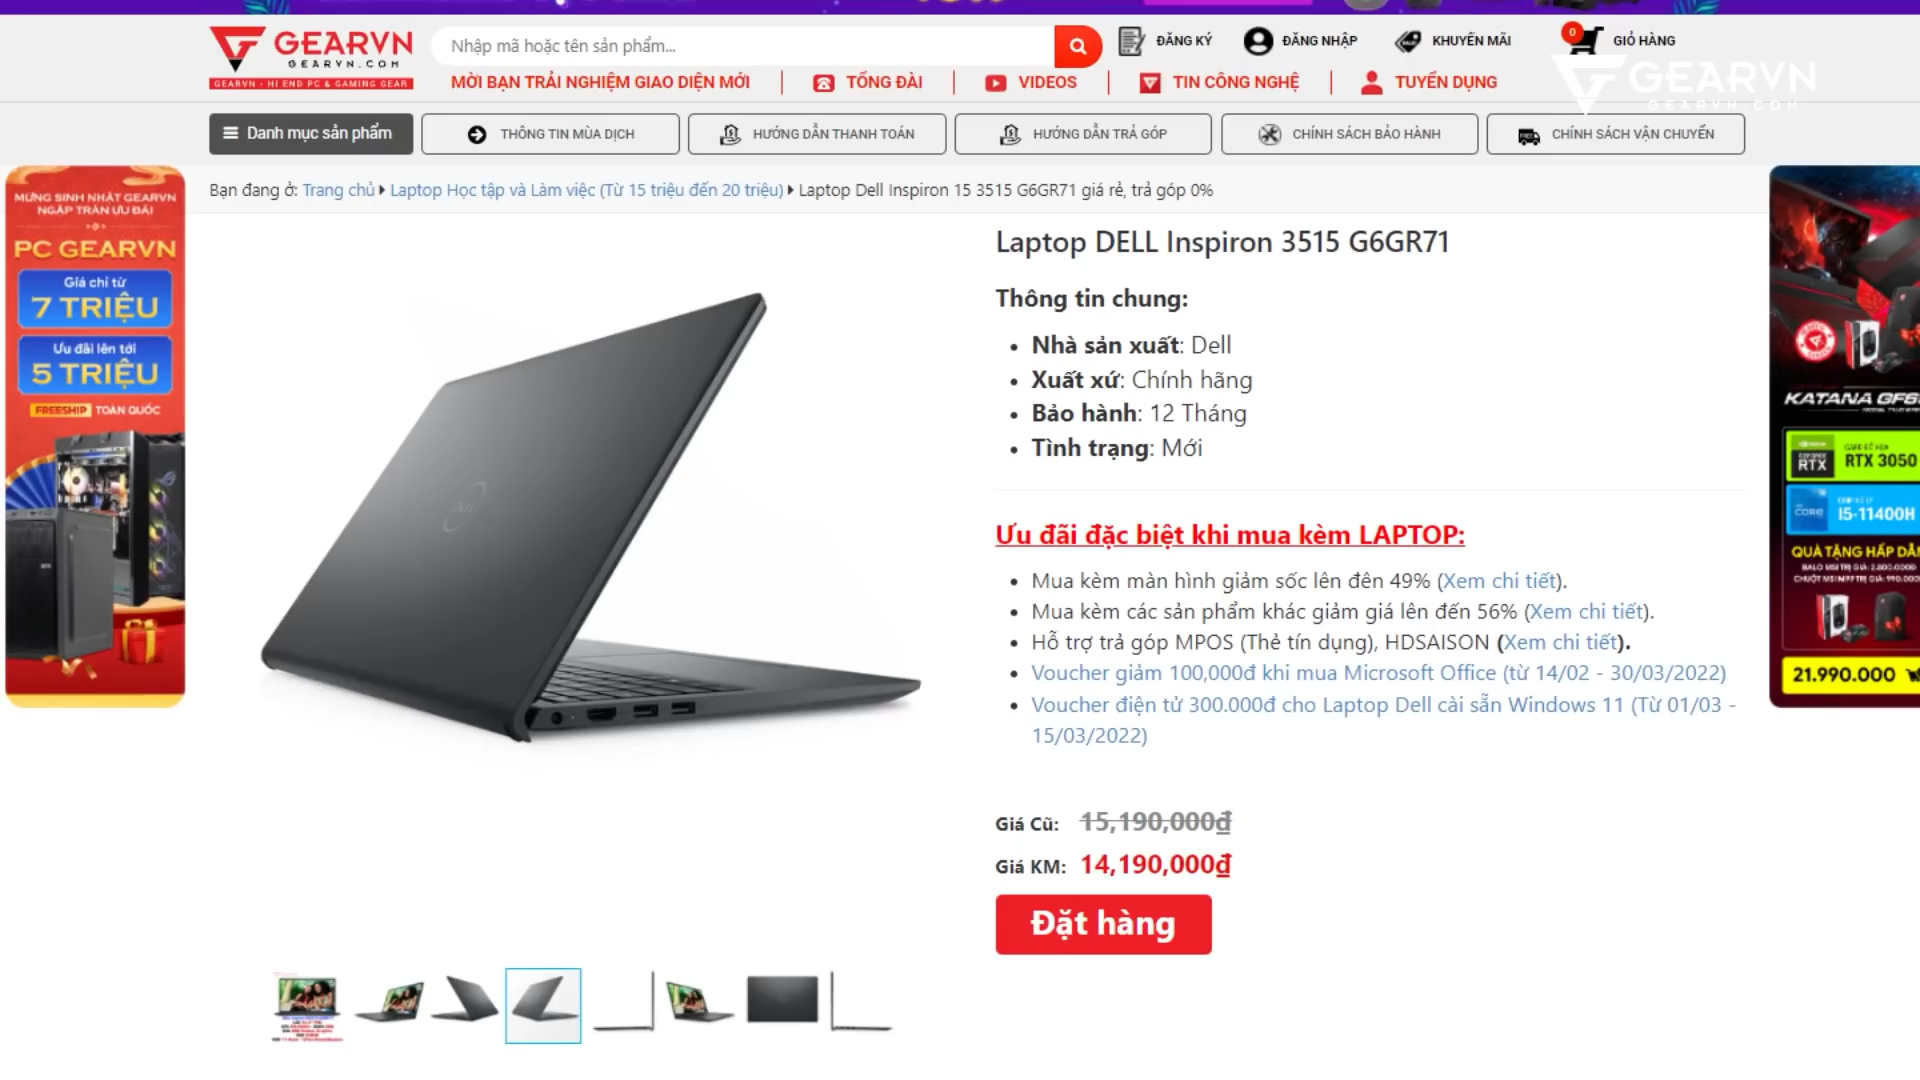 GEARVN
GEARVN.COM
GEARVN - HI END PC & GAMING GEAR
Nhập mã hoặc tên sản phẩm...
ĐĂNG KÝ
ĐĂNG NHẬP
KHUYẾN MÃI
0
GIỎ HÀNG
MỜI BẠN TRẢI NGHIỆM GIAO DIỆN MỚI
TỔNG ĐÀI
VIDEOS
TIN CÔNG NGHỆ
TUYỂN DỤNG
GEARVN
GEARVN.COM
Danh mục sản phẩm
THÔNG TIN MÙA DỊCH
HƯỚNG DẪN THANH TOÁN
HƯỚNG DẪN TRẢ GÓP
CHÍNH SÁCH BẢO HÀNH
CHÍNH SÁCH VẬN CHUYỂN
Bạn đang ở: Trang chủ Laptop Học tập và Làm việc (Từ 15 triệu đến 20 triệu) Laptop Dell Inspiron 15 3515 G6GR71 giá rẻ, trả góp 0%
MỪNG SINH NHẬT GEARVN
NGẬP TRÀN ƯU ĐÃI
PC GEARVN
Giá chỉ từ
7 TRIỆU
Ưu đãi lên tới
5 TRIỆU
FREESHIP TOÀN QUỐC
DELL
Laptop DELL Inspiron 3515 G6GR71
Thông tin chung:
Nhà sản xuất: Dell
Xuất xứ: Chính hãng
Bảo hành: 12 Tháng
Tình trạng: Mới
Ưu đãi đặc biệt khi mua kèm LAPTOP:
Mua kèm màn hình giảm sốc lên đên 49% (Xem chi tiết).
Mua kèm các sản phẩm khác giảm giá lên đến 56% (Xem chi tiết).
Hỗ trợ trả góp MPOS (Thẻ tín dụng), HDSAISON (Xem chi tiết).
Voucher giảm 100,000đ khi mua Microsoft Office (từ 14/02 - 30/03/2022)
Voucher điện tử 300.000đ cho Laptop Dell cài sẵn Windows 11 (Từ 01/03 -
15/03/2022)
Giá Cũ: 15,190,000₫
Giá KM: 14,190,000₫
Đặt hàng
KATANA GF6
RTX
RTX 3050
CORE
I5-11400H
QUÀ TẶNG HẤP DẪ
21.990.000